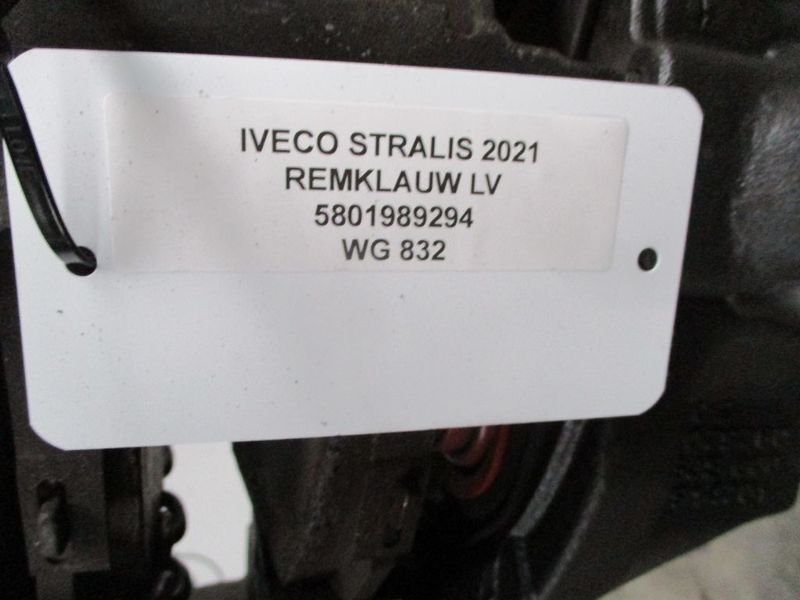 IVECO STRALIS 2021
REMKLAUW LV
5801989294
WG 832